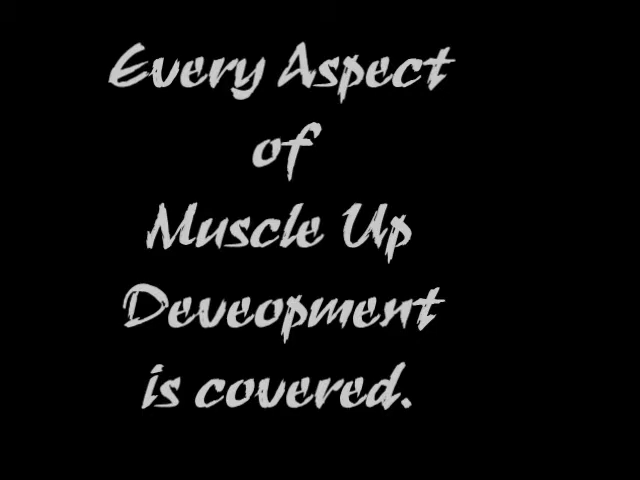 Every Aspect
of
Muscle Up
Deveopment
is covered.